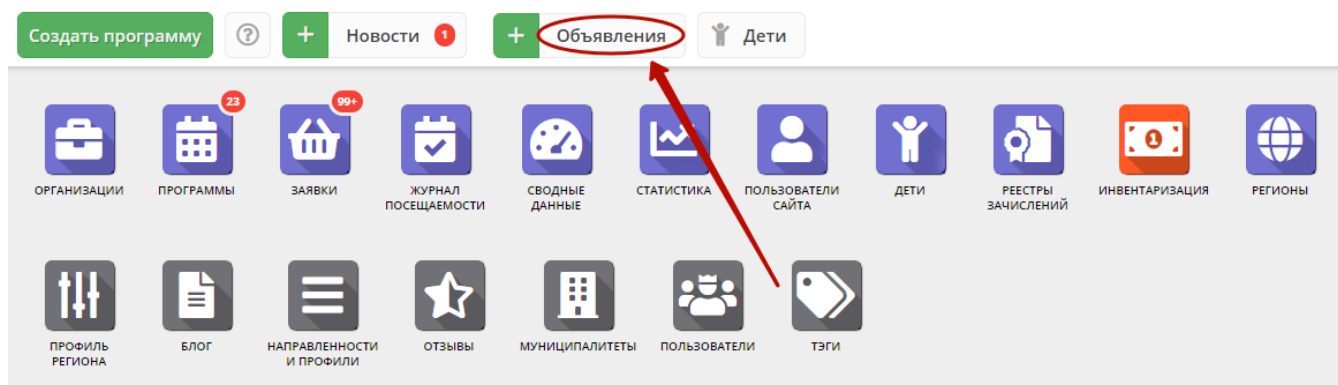 Создать программу ? + Новости 1 + Объявления Дети
23 99+
1
ОРГАНИЗАЦИИ ПРОГРАММЫ ЗАЯВКИ ЖУРНАЛ СВОДНЫЕ СТАТИСТИКА ПОЛЬЗОВАТЕЛИ ДЕТИ РЕЕСТРЫ ИНВЕНТАРИЗАЦИЯ РЕГИОНЫ
ПОСЕЩАЕМОСТИ ДАННЫЕ САЙТА ЗАЧИСЛЕНИЙ
ПРОФИЛЬ БЛОГ НАПРАВЛЕННОСТИ ОТЗЫВЫ МУНИЦИПАЛИТЕТЫ ПОЛЬЗОВАТЕЛИ ТЭГИ
РЕГИОНА И ПРОФИЛИ